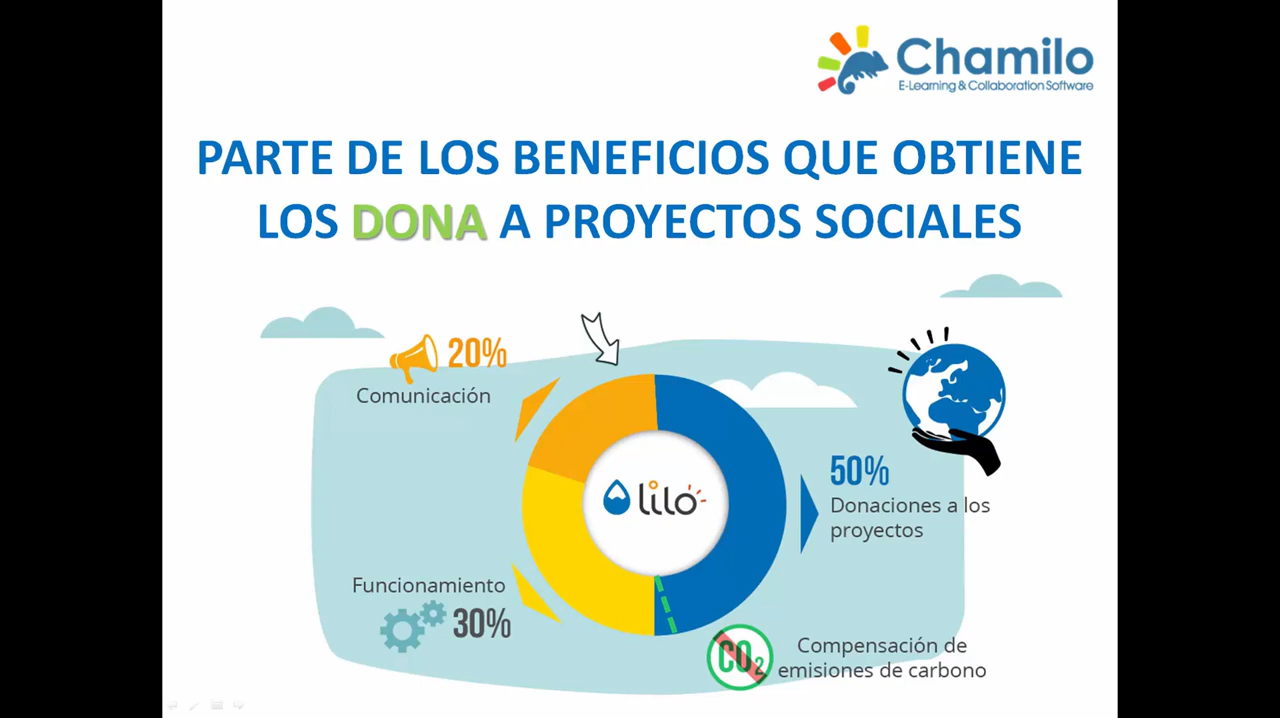 Chamilo
E-Learning & Collaboration Software
PARTE DE LOS BENEFICIOS QUE OBTIENE
LOS DONA A PROYECTOS SOCIALES
20%
Comunicación
50%
Donaciones a los
proyectos
lilo
Funcionamiento
30%
CO2
Compensación de
emisiones de carbono